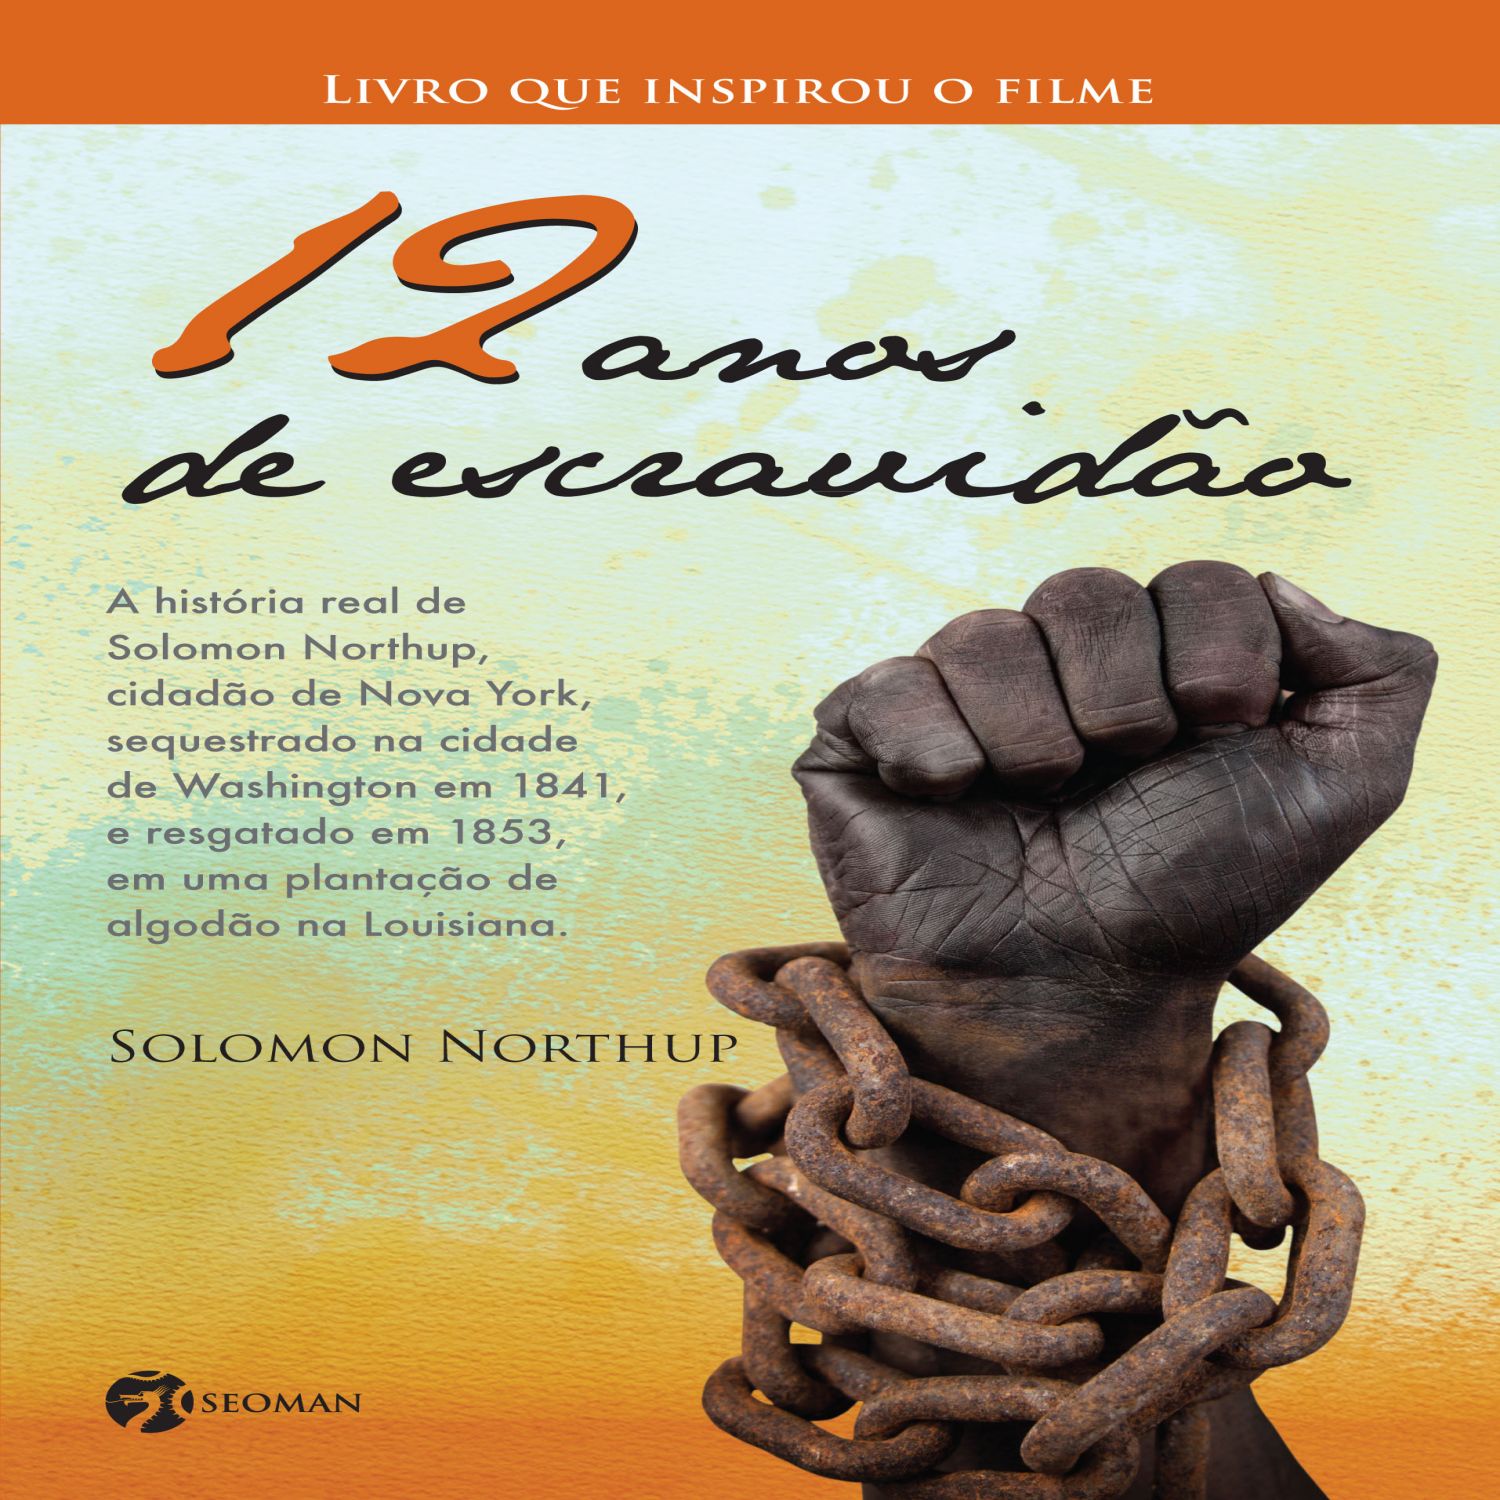 LIVRO QUE INSPIROU O FILME
12 anos
de escravidão
A história real de
Solomon Northup,
cidadão de Nova York,
sequestrado na cidade
de Washington em 1841,
e resgatado em 1853,
em uma plantação de
algodão na Louisiana.
SOLOMON NORTHUP
SEOMAN